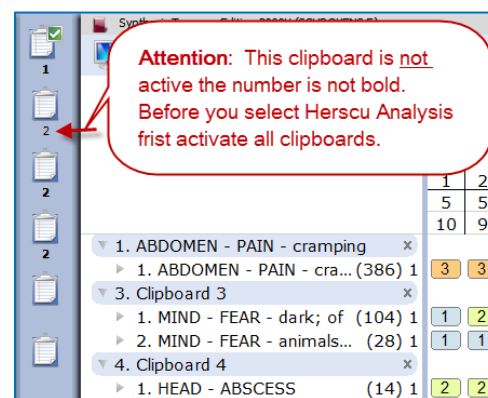 Attention: This clipboard is not
active the number is not bold.
Before you select Herscu Analysis
frist activate all clipboards.
1
2
2
2
1 2
5 5
10 9
1. ABDOMEN - PAIN - cramping x
1. ABDOMEN - PAIN - cra... (386) 1 3 3
3. Clipboard 3 x
1. MIND - FEAR - dark; of (104) 1 1 2
2. MIND - FEAR - animals... (28) 1 1 1
4. Clipboard 4 x
1. HEAD - ABSCESS (14) 1 2 2